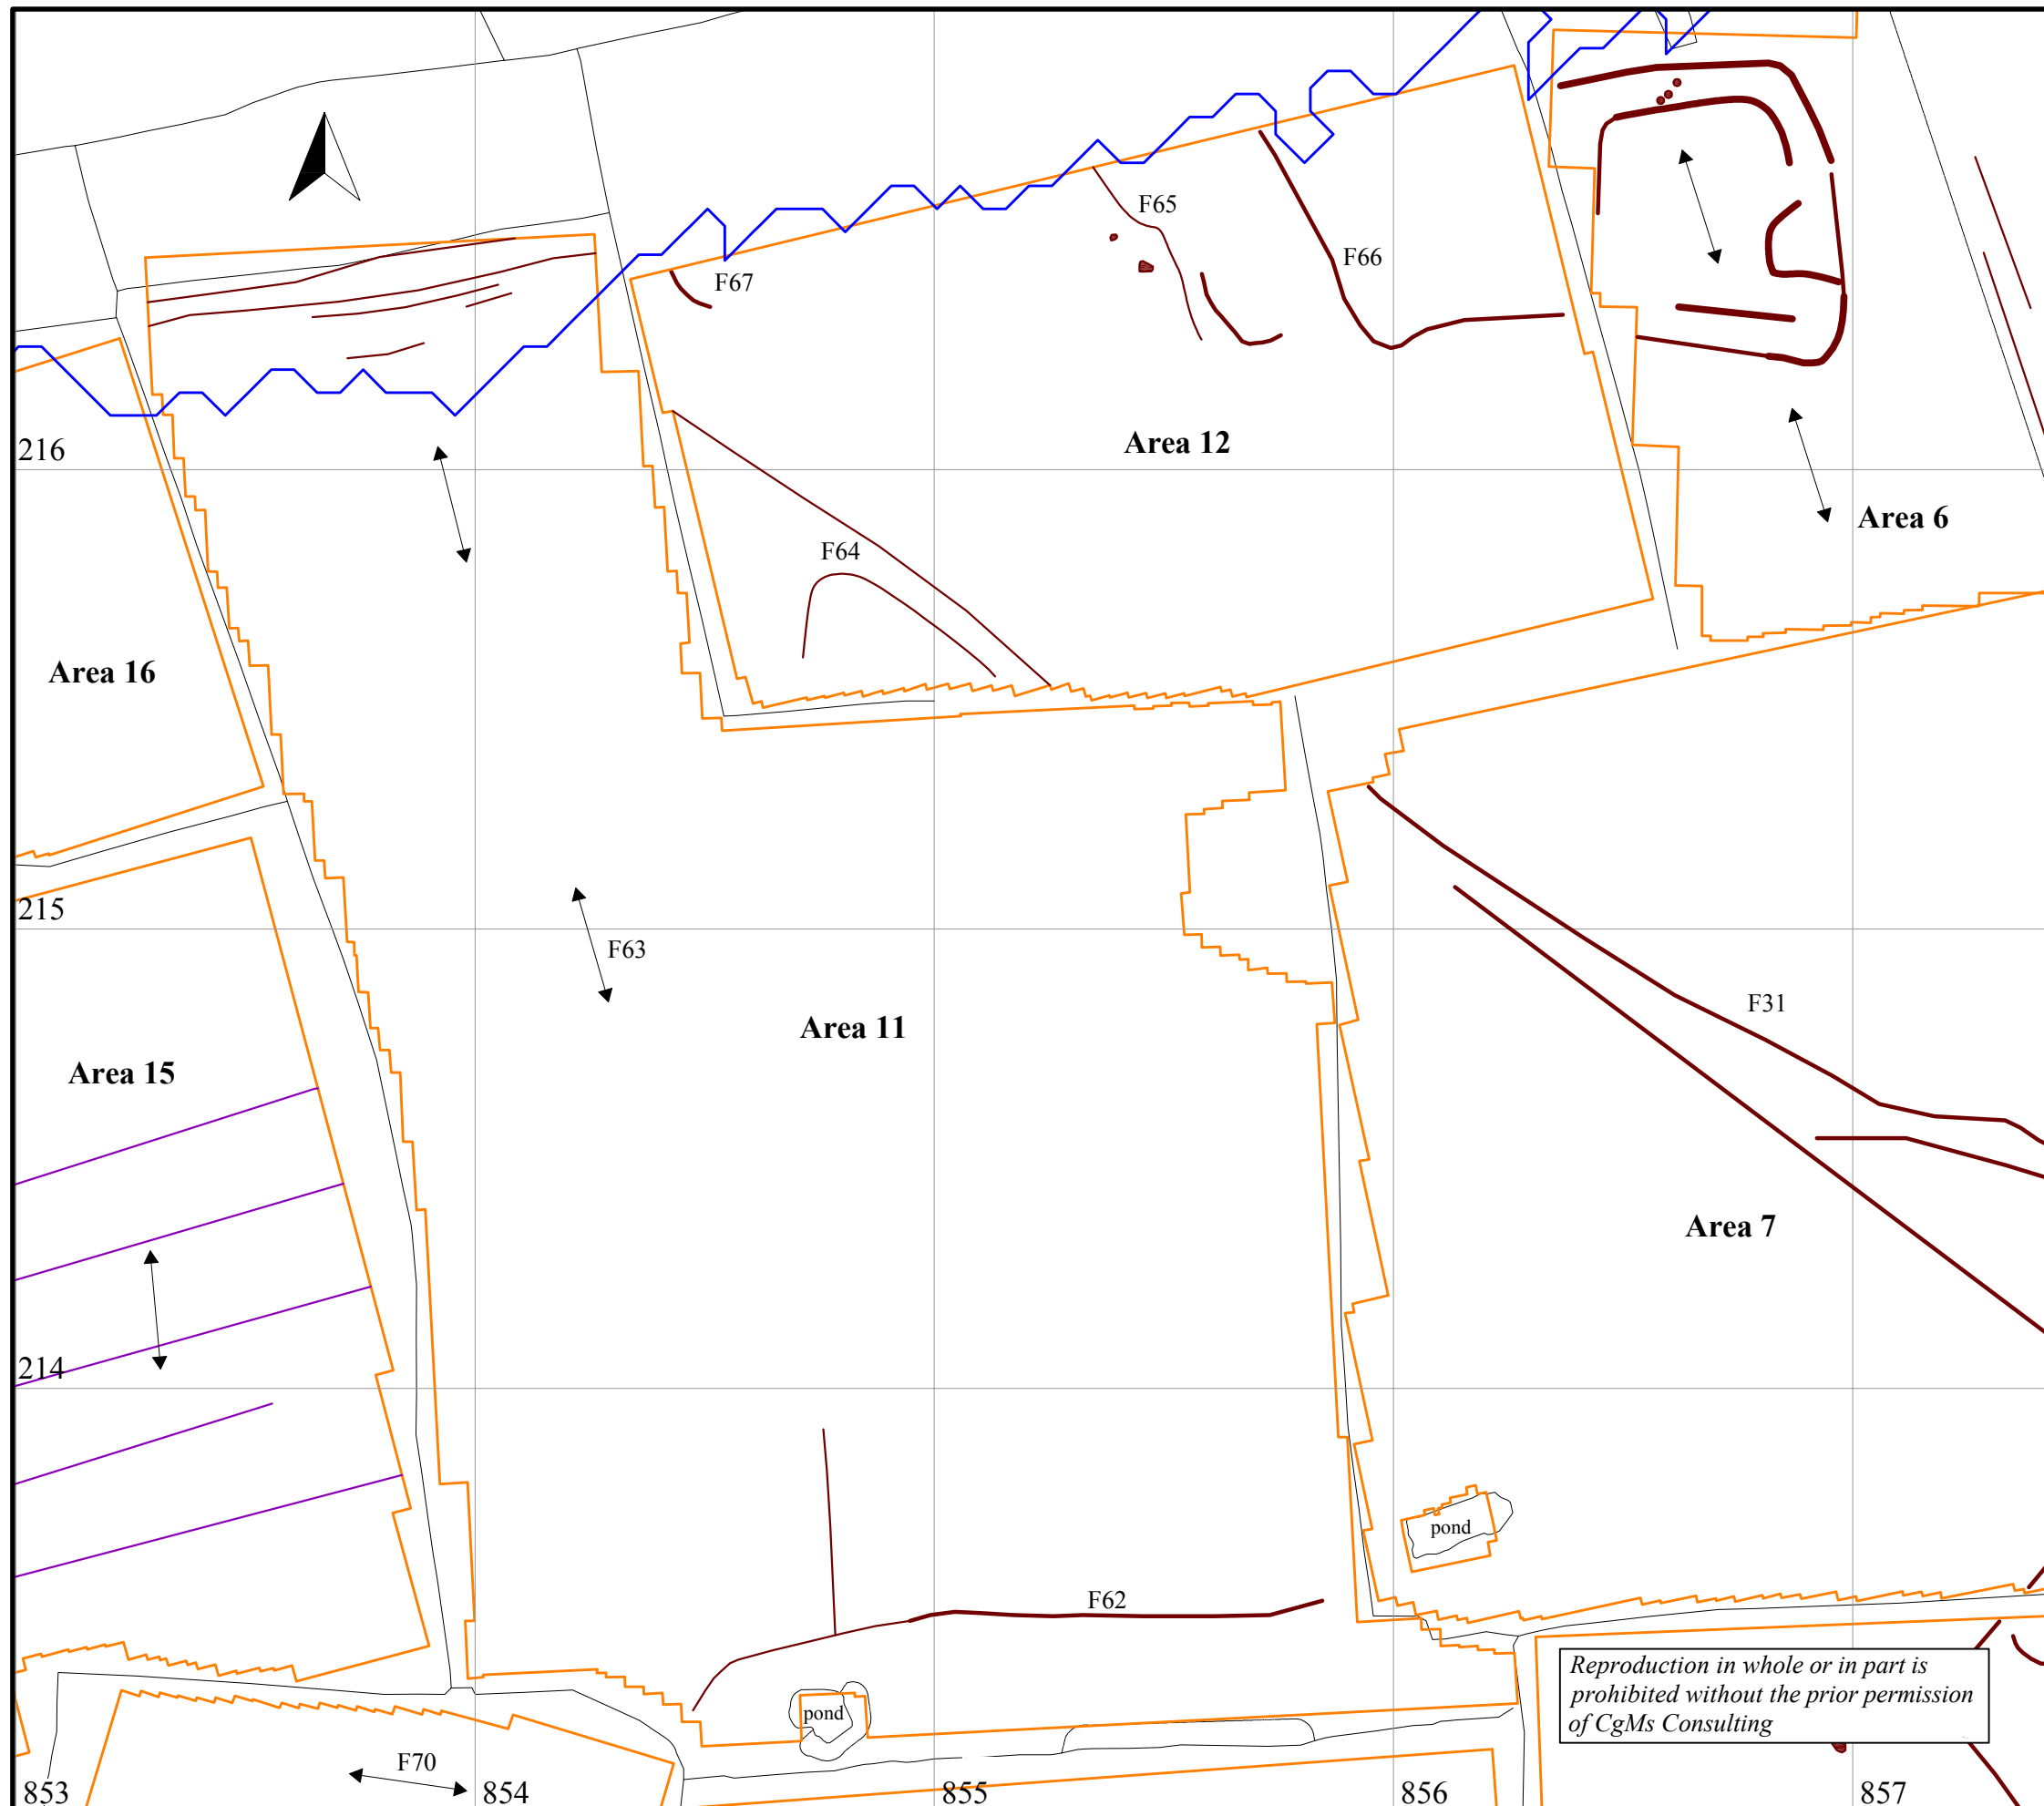 F65
F66
F67
Area 12
216
Area 6
F64
Area 16
215
F63
F31
Area 11
Area 15
Area 7
214
pond
F62
Reproduction in whole or in part is
prohibited without the prior permission
of CgMs Consulting
pond
F70
853
854
855
856
857